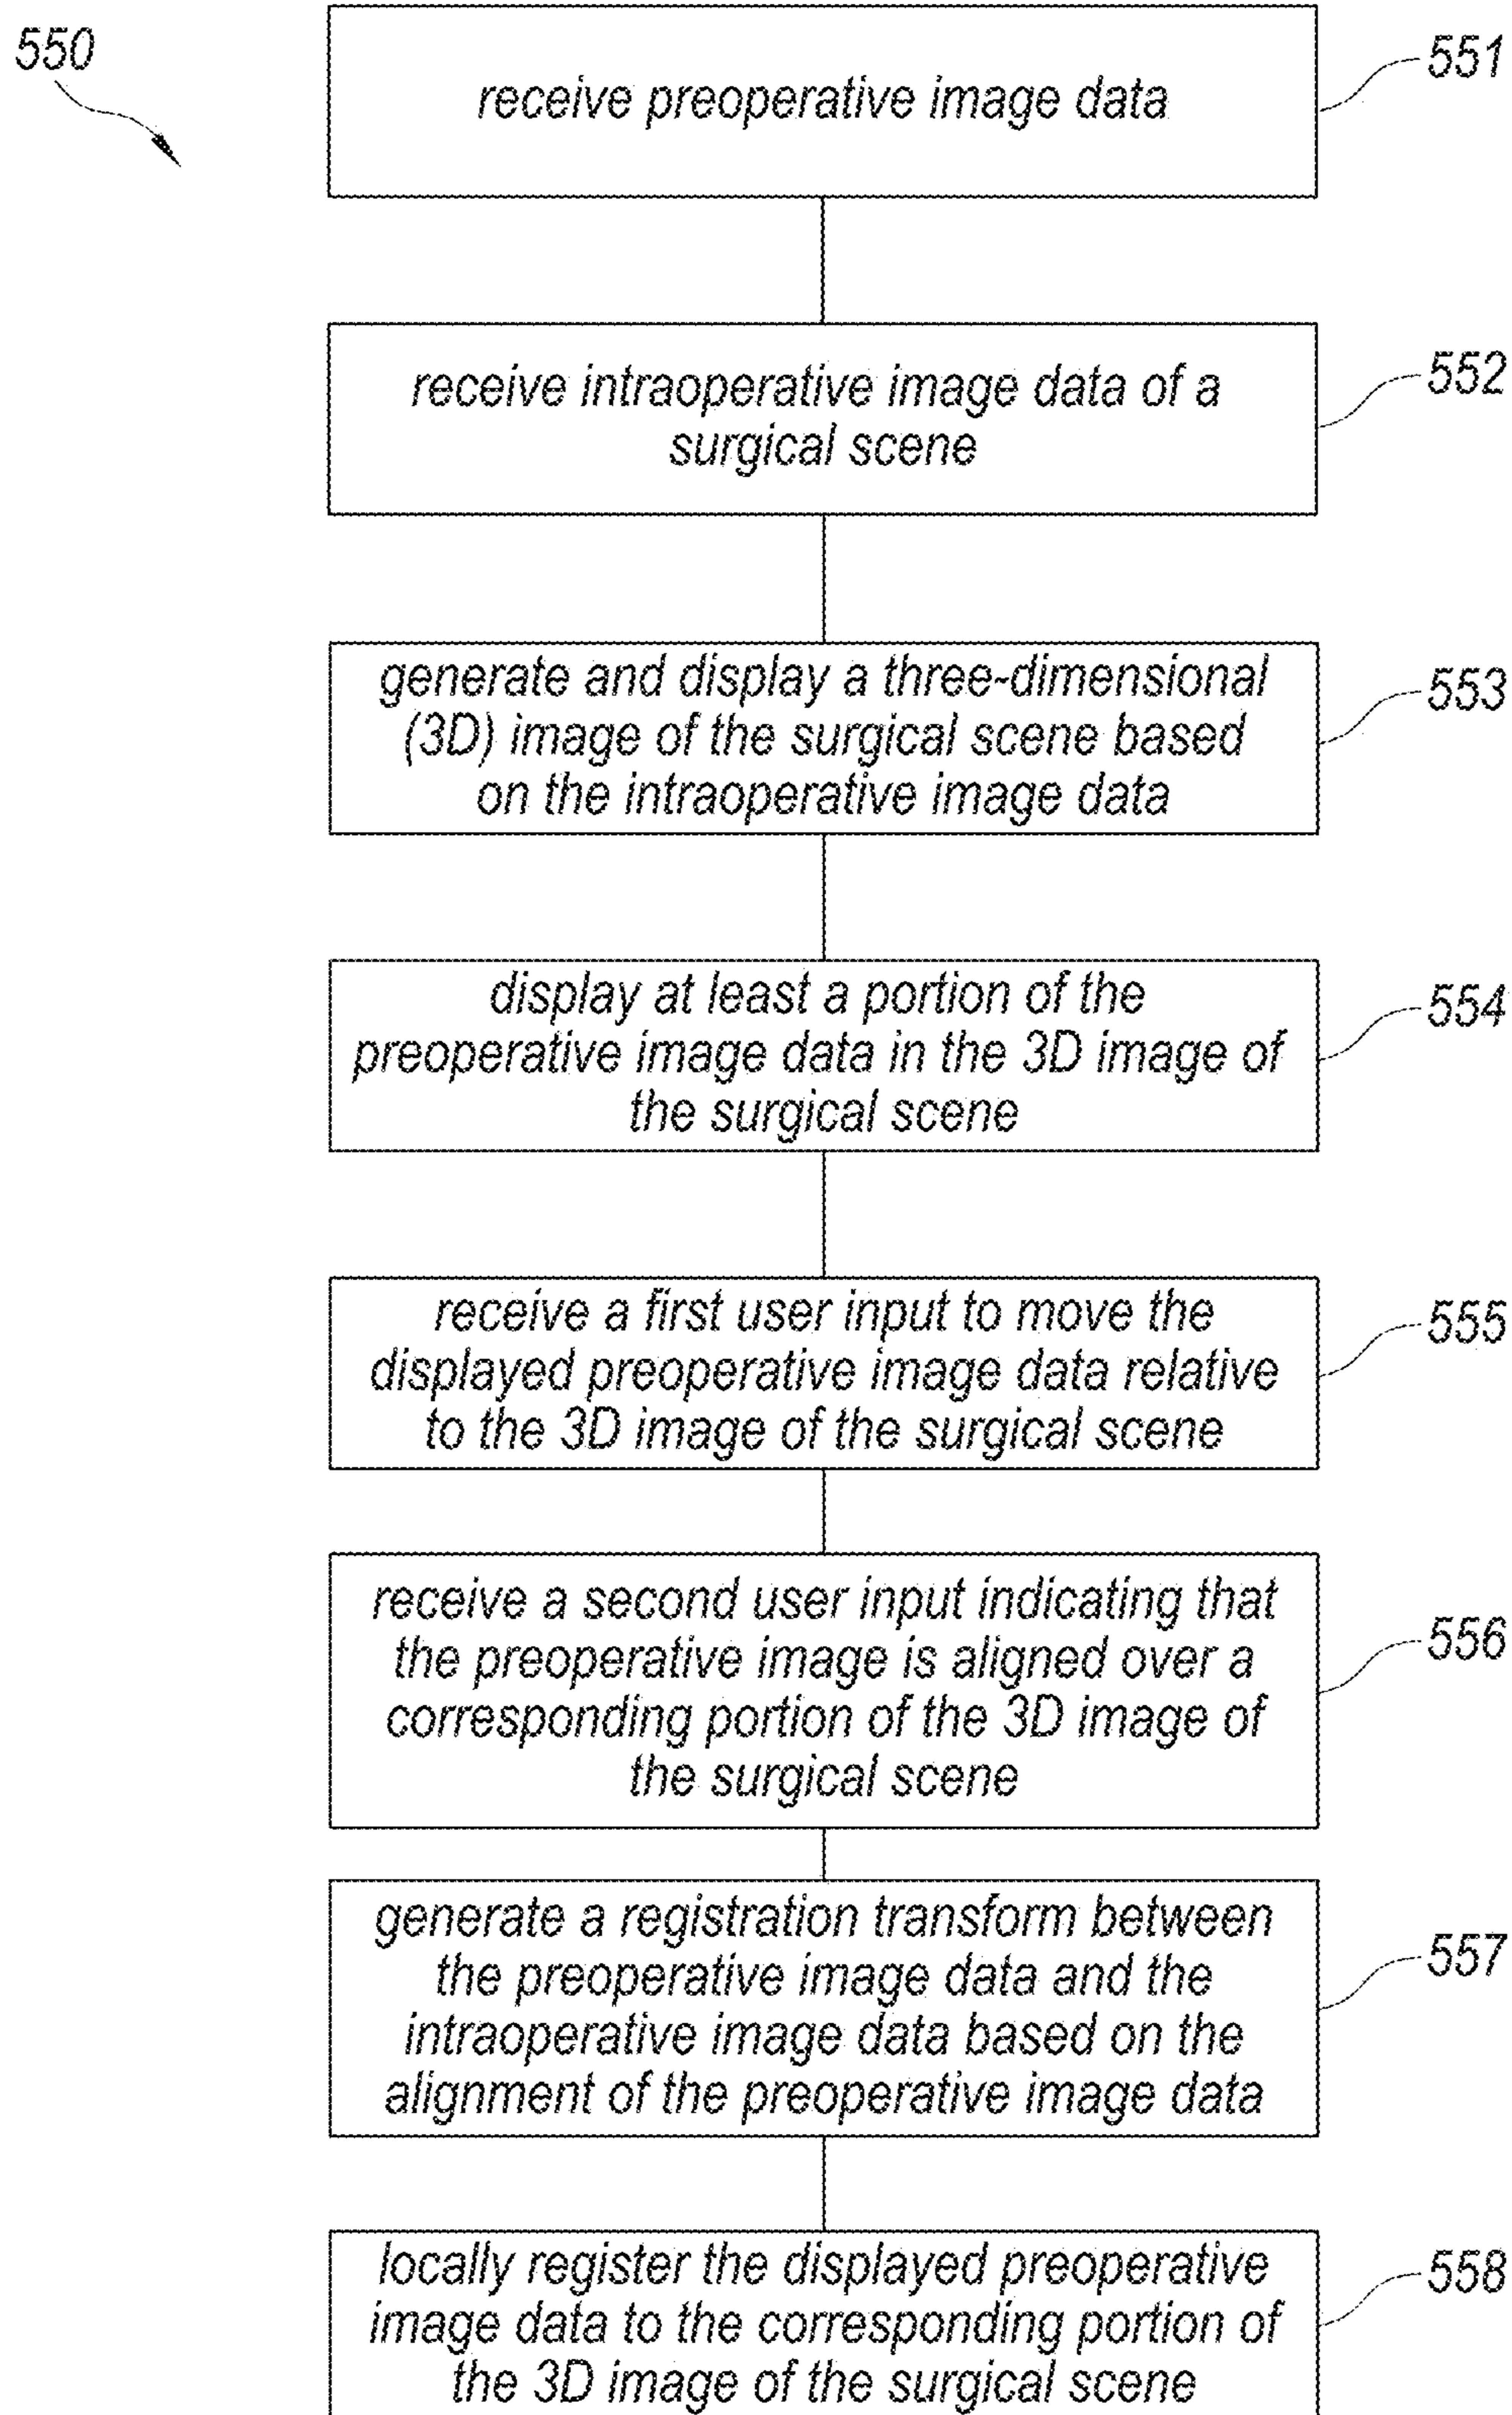 550
receive preoperative image data
551
receive intraoperative image data of a
surgical scene
552
generate and display a three-dimensional
(3D) image of the surgical scene based
on the intraoperative image data
553
display at least a portion of the
preoperative image data in the 3D image of
the surgical scene
554
receive a first user input to move the
displayed preoperative image data relative
to the 3D image of the surgical scene
555
receive a second user input indicating that
the preoperative image is aligned over a
corresponding portion of the 3D image of
the surgical scene
556
generate a registration transform between
the preoperative image data and the
intraoperative image data based on the
alignment of the preoperative image data
557
locally register the displayed preoperative
image data to the corresponding portion of
the 3D image of the surgical scene
558